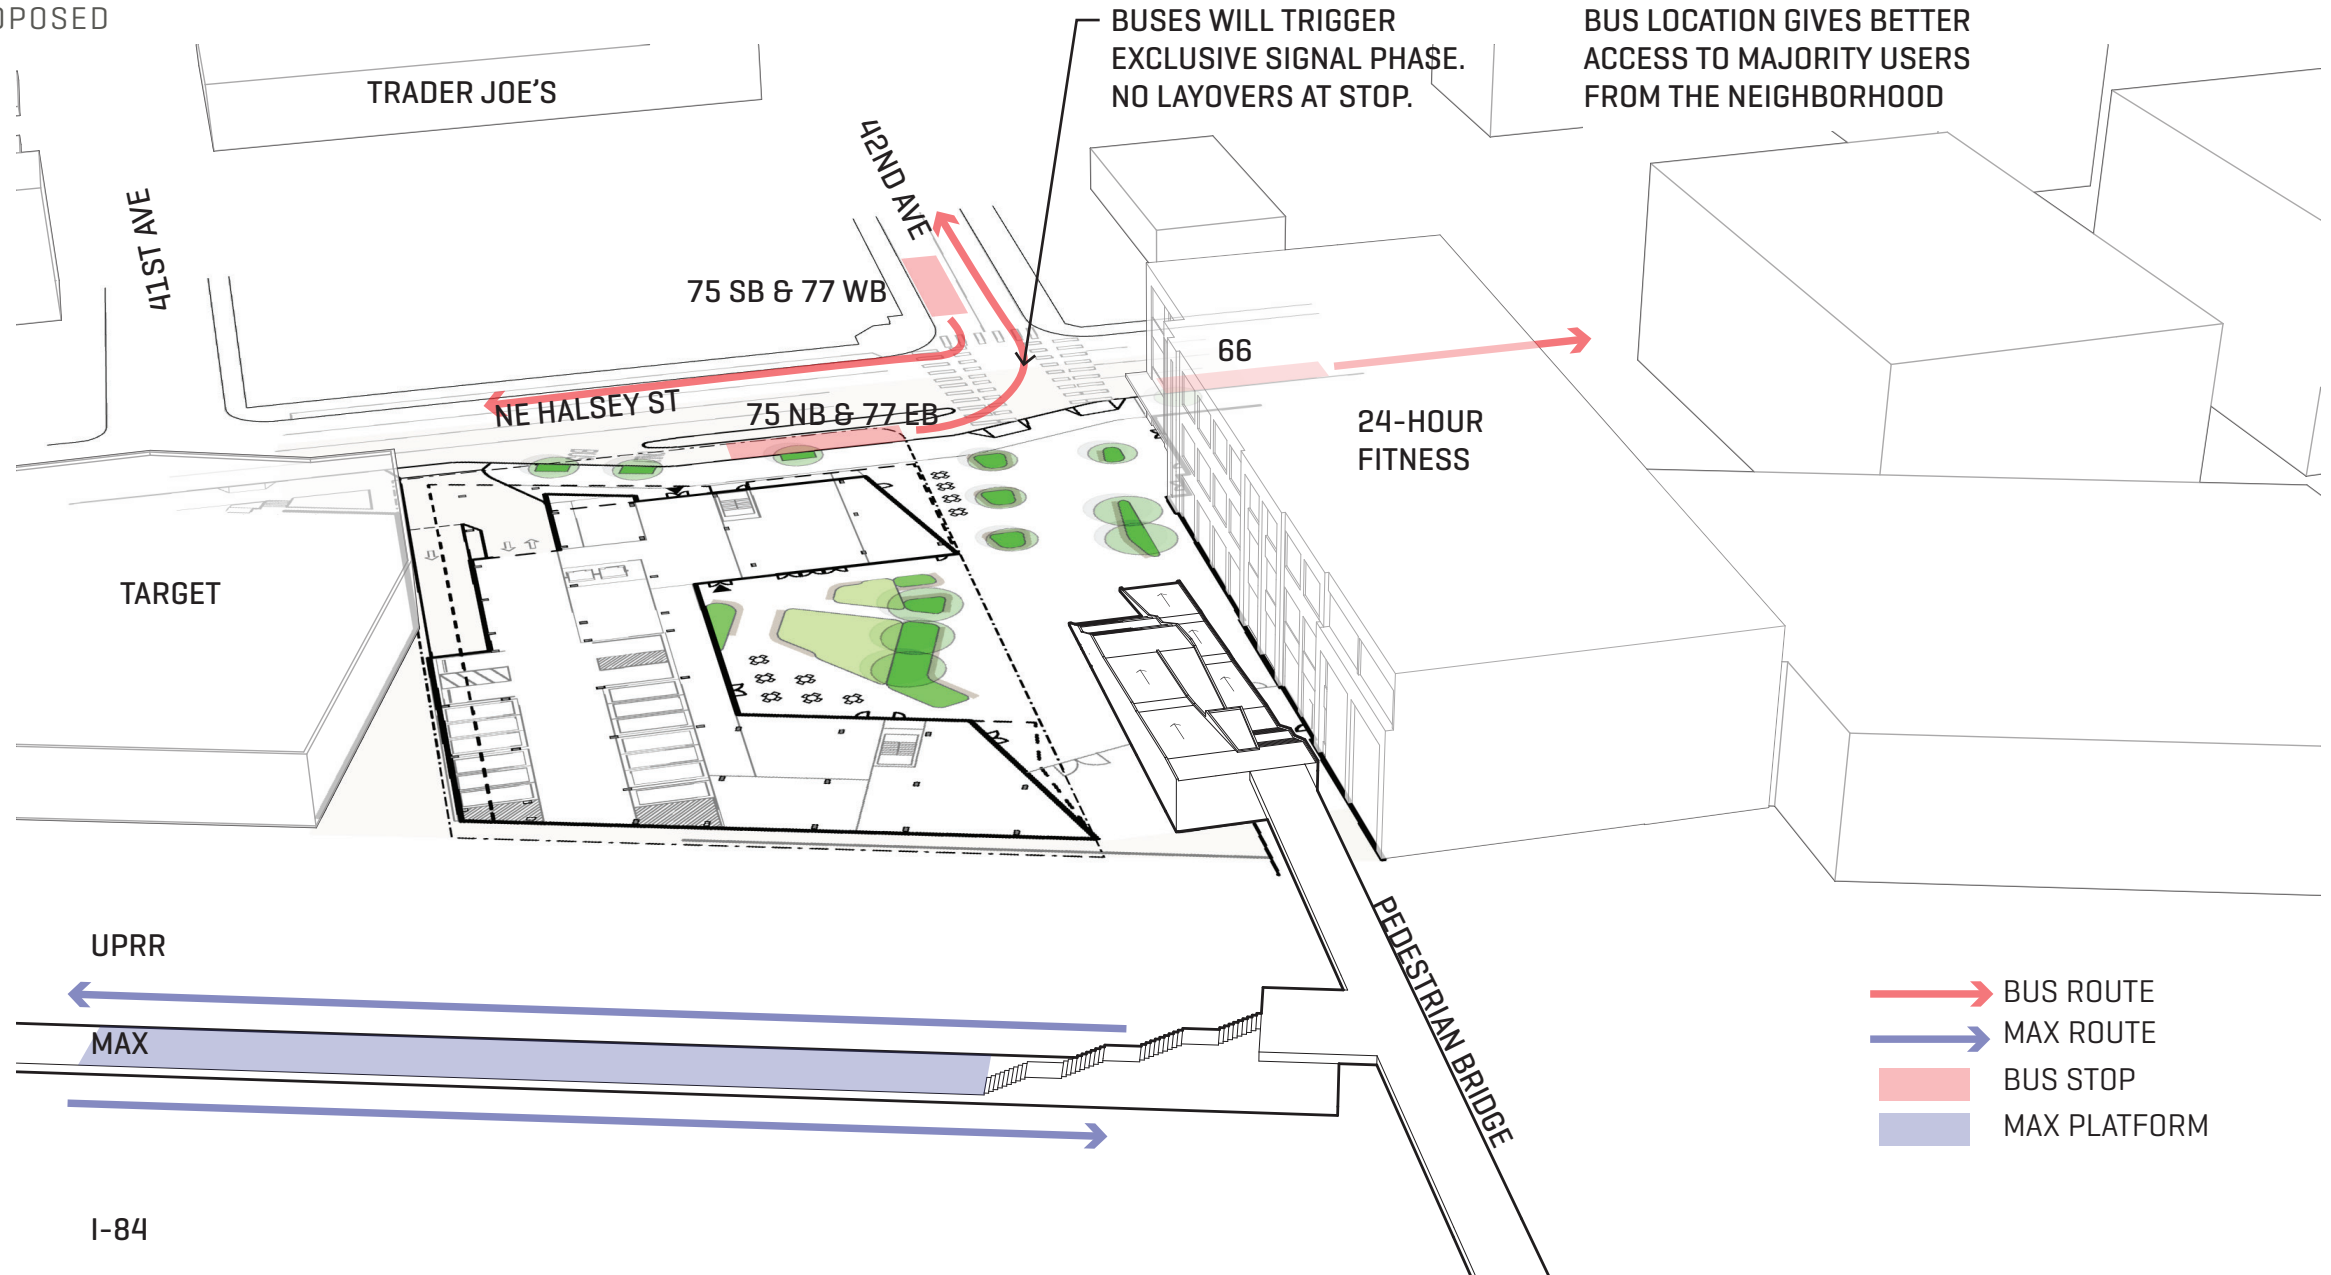 OPOSED
BUSES WILL TRIGGER
EXCLUSIVE SIGNAL PHASE.
NO LAYOVERS AT STOP.
BUS LOCATION GIVES BETTER
ACCESS TO MAJORITY USERS
FROM THE NEIGHBORHOOD
TRADER JOE'S
42ND AVE
41ST AVE
75 SB & 77 WB
66
NE HALSEY ST
75 NB & 77 EB
24-HOUR
FITNESS
TARGET
PEDESTRIAN BRIDGE
UPRR
MAX
I-84
BUS ROUTE
MAX ROUTE
BUS STOP
MAX PLATFORM